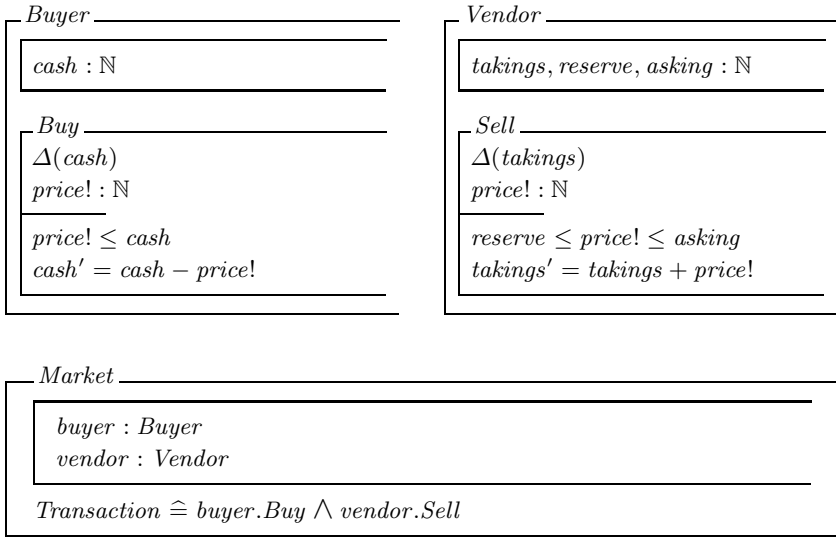 Buyer
cash : ℕ
Buy
Δ(cash)
price! : ℕ
price! ≤ cash
cash′ = cash − price!
Vendor
takings, reserve, asking : ℕ
Sell
Δ(takings)
price! : ℕ
reserve ≤ price! ≤ asking
takings′ = takings + price!
Market
buyer : Buyer
vendor : Vendor
Transaction ≙ buyer.Buy ∧ vendor.Sell